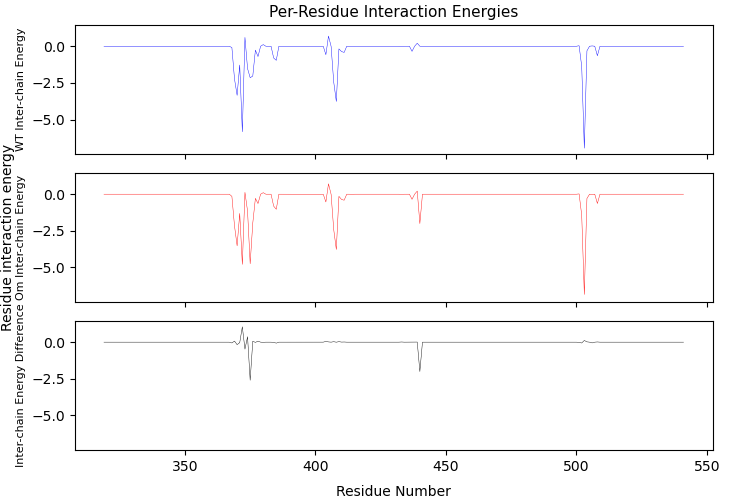 Per-Residue Interaction Energies
Residue interaction energy
WT Inter-chain Energy
0.0
−2.5
−5.0
Om Inter-chain Energy
0.0
−2.5
−5.0
Inter-chain Energy Difference
0.0
−2.5
−5.0
350
400
450
500
550
Residue Number